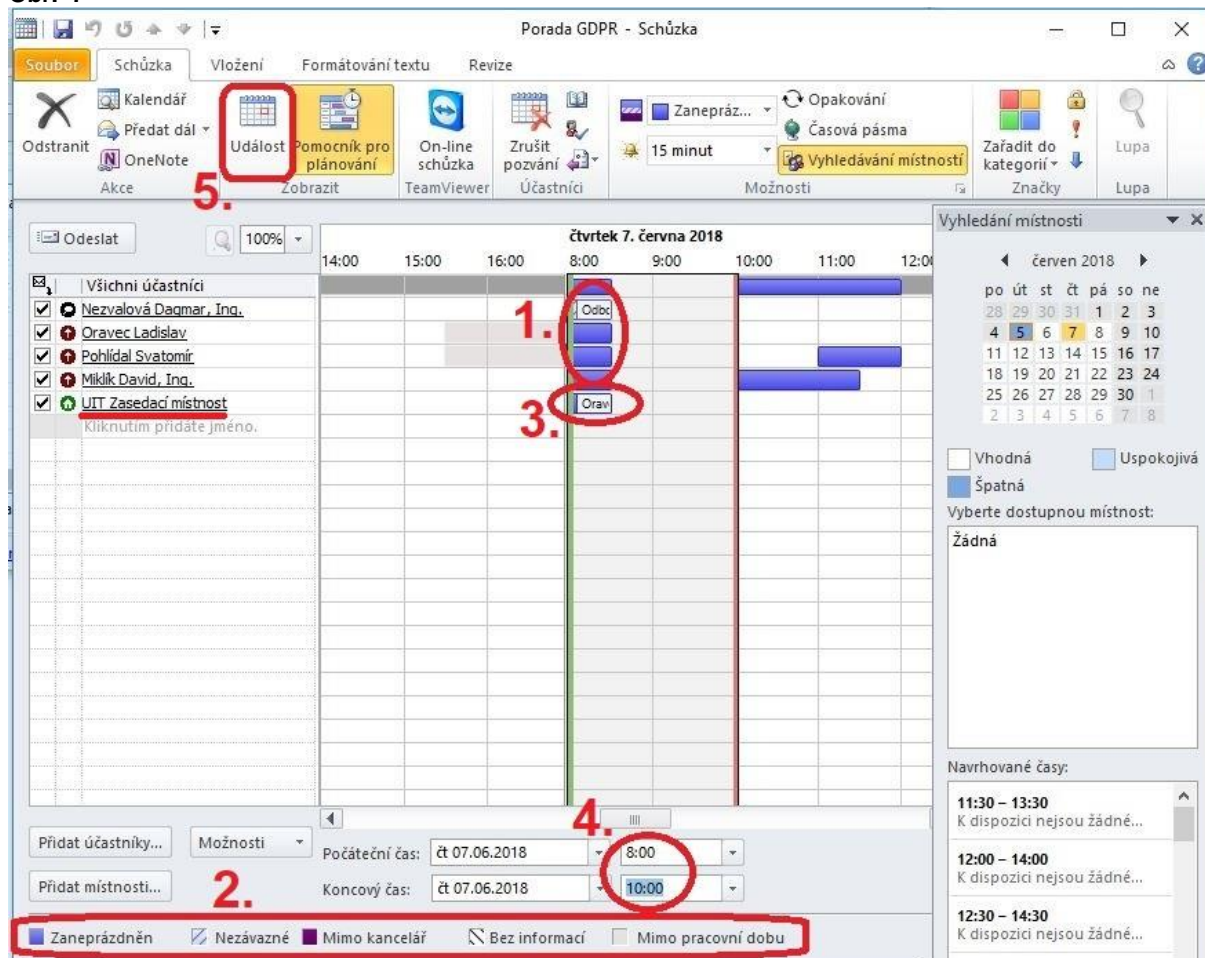 Porada GDPR - Schůzka
Soubor Schůzka Vložení Formátování textu Revize
Odstranit
Kalendář
Předat dál
OneNote
Akce
Událost
Pomocník pro plánování
Zobrazit
On-line schůzka
TeamViewer
Zrušit pozvání
Účastníci
Zanepráz...
15 minut
Opakování
Časová pásma
Vyhledávání místností
Možnosti
Zařadit do kategorií
Značky
Lupa
Lupa
5.
Odeslat 100%
čtvrtek 7. června 2018
14:00 15:00 16:00 8:00 9:00 10:00 11:00 12:00
Všichni účastníci
Nezvalová Dagmar, Ing.
Oravec Ladislav
Pohlídal Svatomír
Miklík David, Ing.
UIT Zasedací místnost
Kliknutím přidáte jméno.
1.
Odbo
3.
Orav
Vyhledání místnosti
červen 2018
po út st čt pá so ne
28 29 30 31 1 2 3
4 5 6 7 8 9 10
11 12 13 14 15 16 17
18 19 20 21 22 23 24
25 26 27 28 29 30 1
2 3 4 5 6 7 8
Vhodná Uspokojivá
Špatná
Vyberte dostupnou místnost:
Žádná
Navrhované časy:
11:30 – 13:30
K dispozici nejsou žádné...
12:00 – 14:00
K dispozici nejsou žádné...
12:30 – 14:30
K dispozici nejsou žádné...
4.
Přidat účastníky... Možnosti Počáteční čas: čt 07.06.2018 8:00
Přidat místnosti... Koncový čas: čt 07.06.2018 10:00
2.
Zaneprázdněn Nezávazné Mimo kancelář Bez informací Mimo pracovní dobu